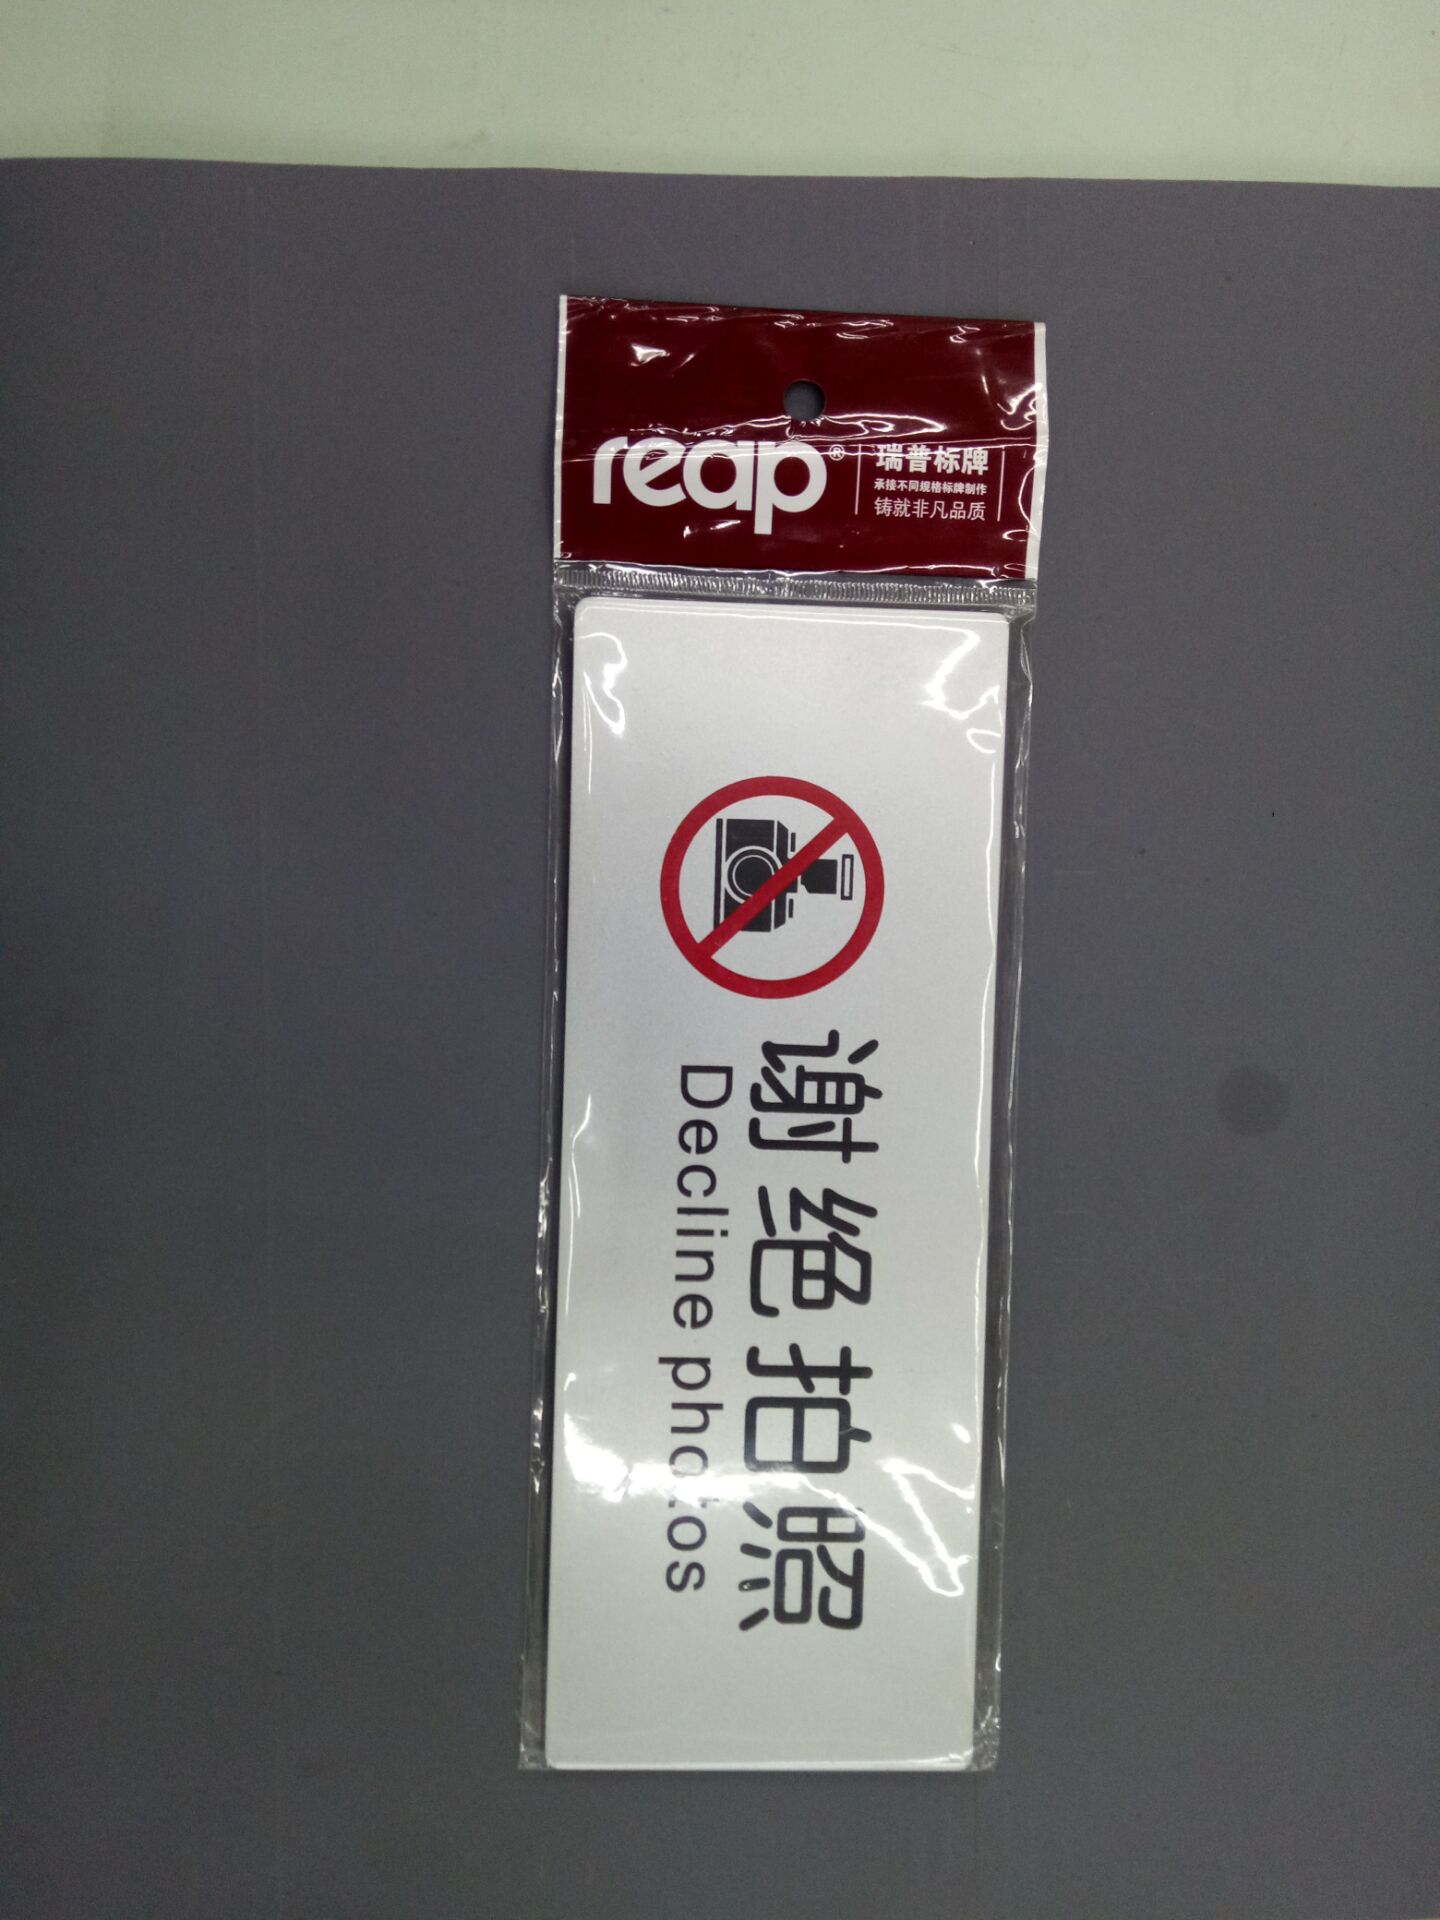 reap®
瑞普标牌
承接不同规格标牌制作
铸就非凡品质
谢绝拍照
Decline photos